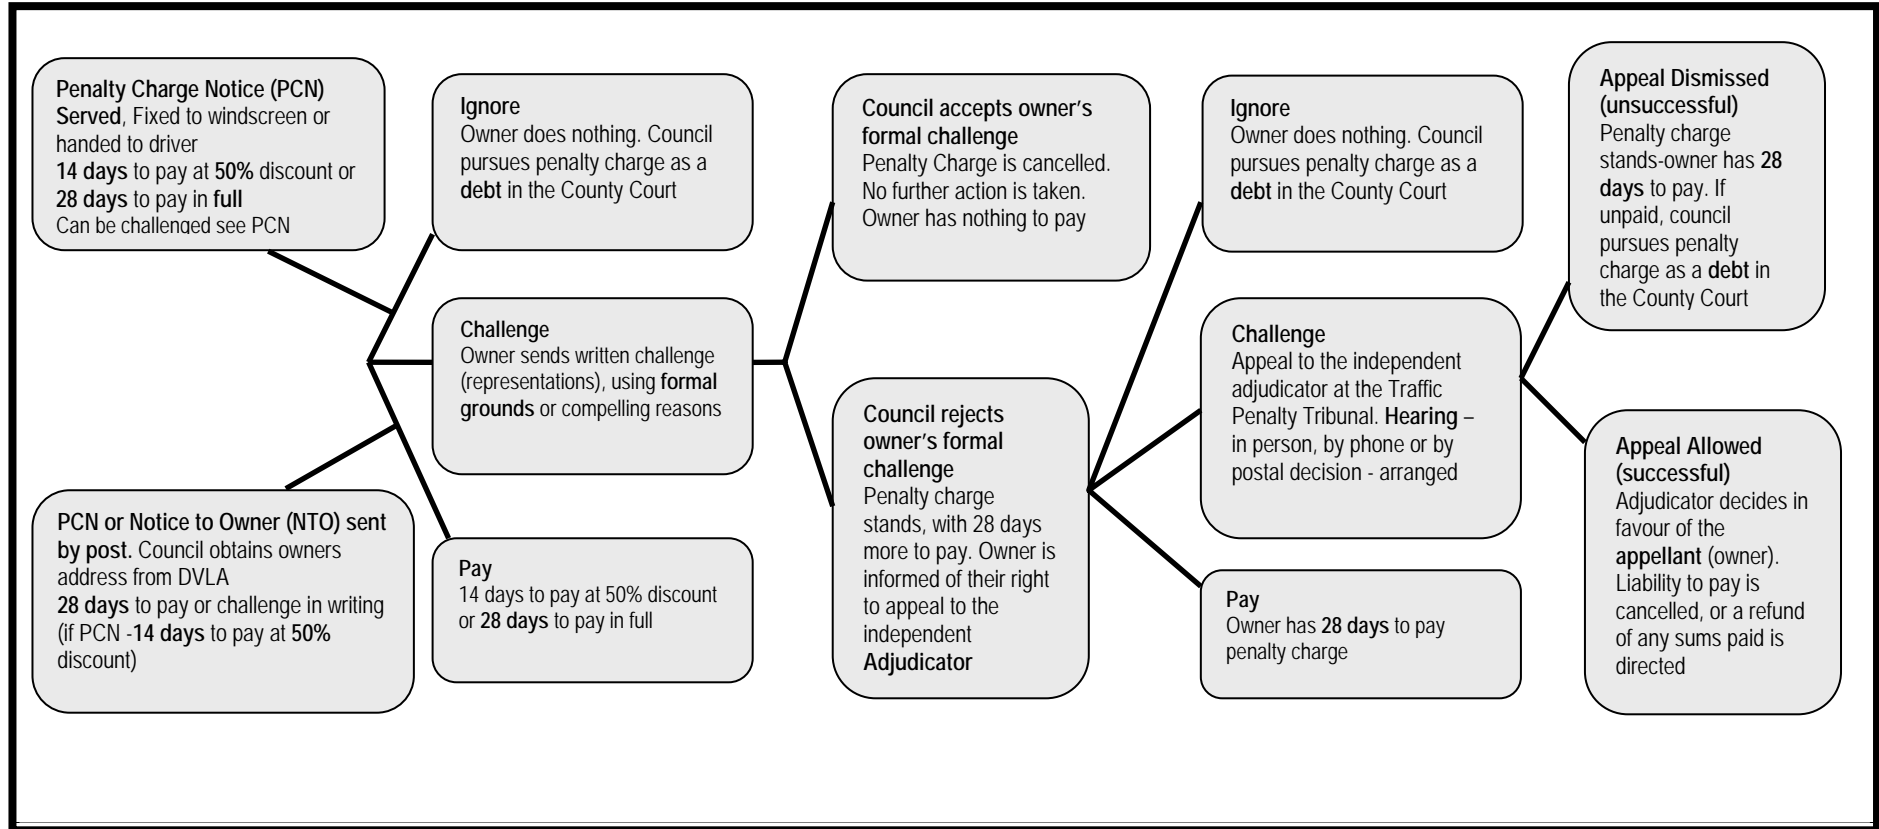 Penalty Charge Notice (PCN)
Served, Fixed to windscreen or
handed to driver
14 days to pay at 50% discount or
28 days to pay in full
Can be challenged see PCN
PCN or Notice to Owner (NTO) sent
by post. Council obtains owners
address from DVLA
28 days to pay or challenge in writing
(if PCN -14 days to pay at 50%
discount)
Ignore
Owner does nothing. Council
pursues penalty charge as a
debt in the County Court
Challenge
Owner sends written challenge
(representations), using formal
grounds or compelling reasons
Pay
14 days to pay at 50% discount
or 28 days to pay in full
Council accepts owner’s
formal challenge
Penalty Charge is cancelled.
No further action is taken.
Owner has nothing to pay
Council rejects
owner’s formal
challenge
Penalty charge
stands, with 28 days
more to pay. Owner is
informed of their right
to appeal to the
independent
Adjudicator
Ignore
Owner does nothing. Council
pursues penalty charge as a
debt in the County Court
Challenge
Appeal to the independent
adjudicator at the Traffic
Penalty Tribunal. Hearing –
in person, by phone or by
postal decision - arranged
Pay
Owner has 28 days to pay
penalty charge
Appeal Dismissed
(unsuccessful)
Penalty charge
stands-owner has 28
days to pay. If
unpaid, council
pursues penalty
charge as a debt in
the County Court
Appeal Allowed
(successful)
Adjudicator decides in
favour of the
appellant (owner).
Liability to pay is
cancelled, or a refund
of any sums paid is
directed